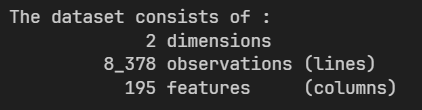 The dataset consists of :
2 dimensions
8_378 observations (lines)
195 features (columns)